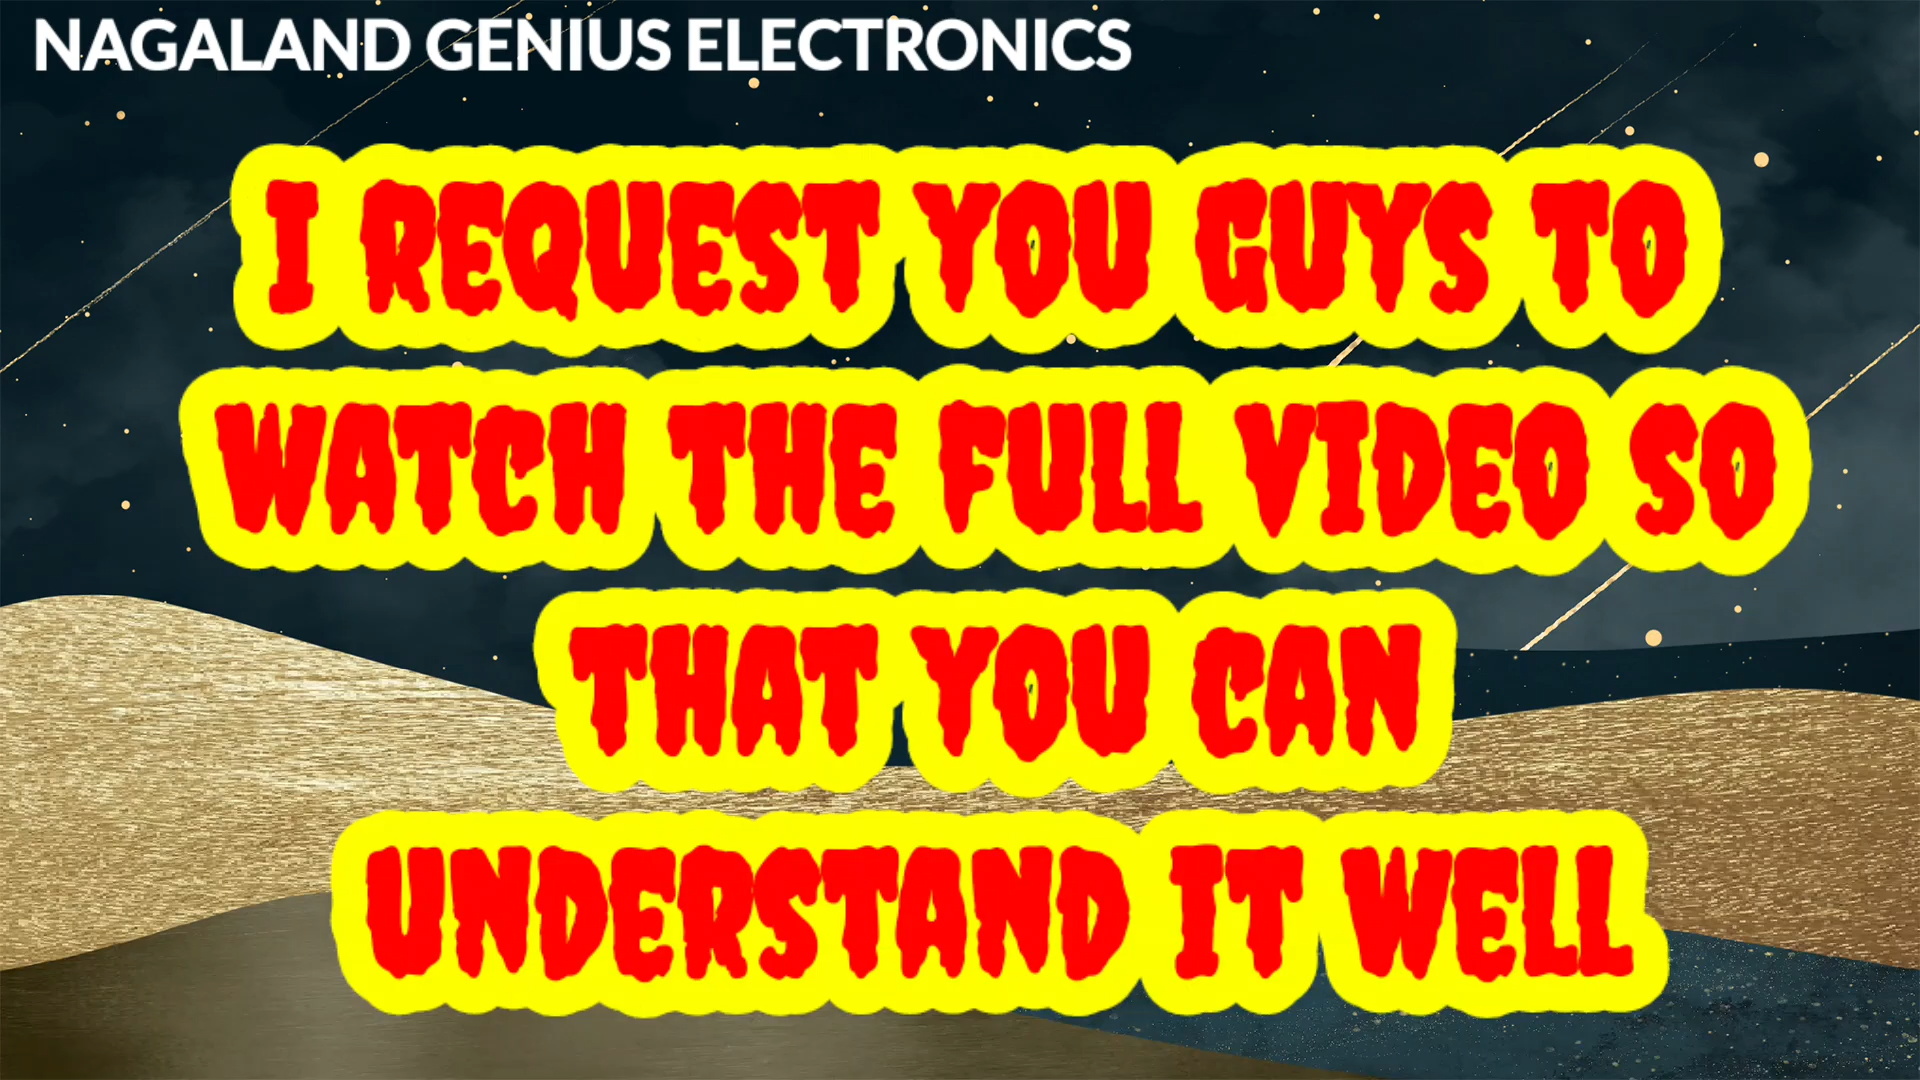 NAGALAND GENIUS ELECTRONICS
I REQUEST YOU GUYS TO
WATCH THE FULL VIDEO SO
THAT YOU CAN
UNDERSTAND IT WELL